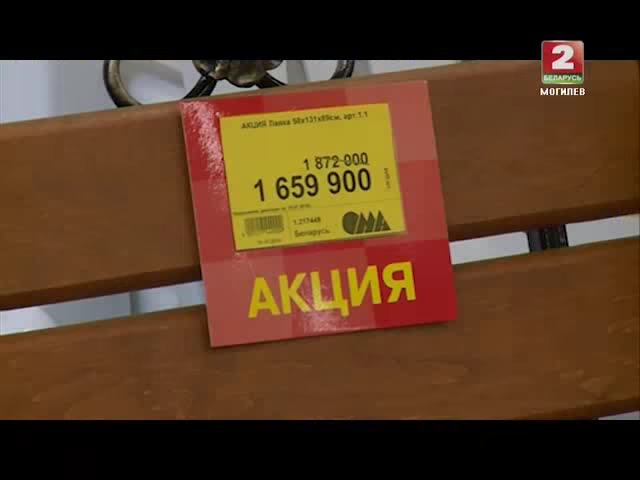 2
БЕЛАРУСЬ
МОГИЛЕВ
АКЦИЯ Лавка 58х131х89см, арт.1.1
1 872 000
1 659 900
1.217448
Беларусь
ОМА
АКЦИЯ